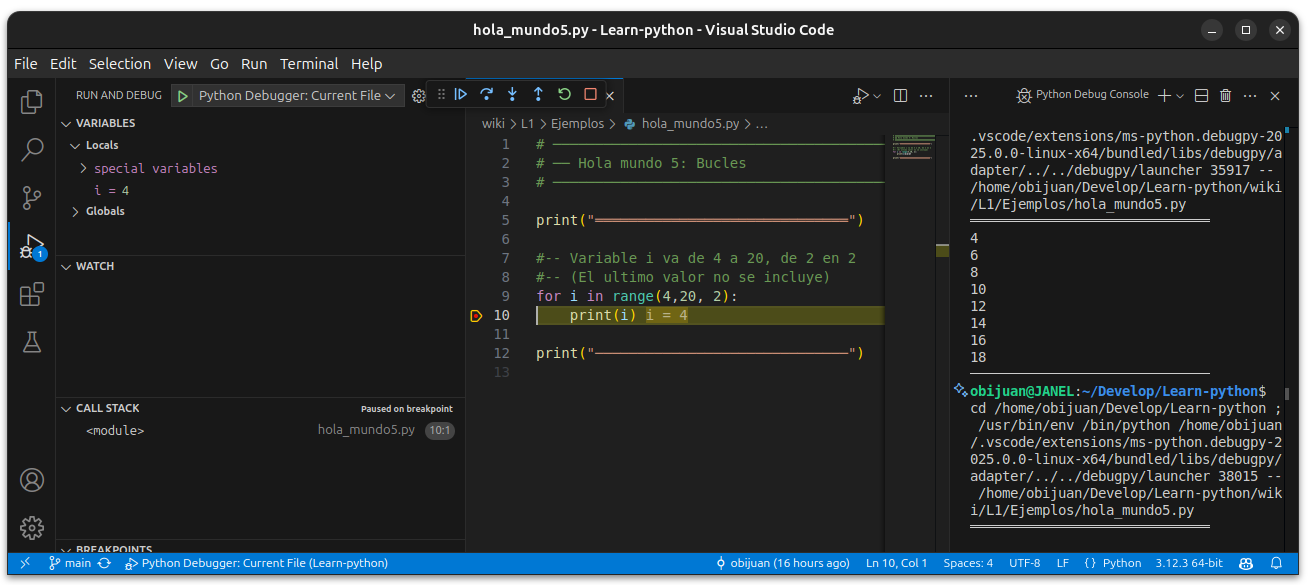 hola_mundo5.py - Learn-python - Visual Studio Code
File Edit Selection View Go Run Terminal Help
RUN AND DEBUG
Python Debugger: Current File
VARIABLES
Locals
special variables
i = 4
Globals
WATCH
CALL STACK
Paused on breakpoint
<module>
hola_mundo5.py
10:1
BREAKPOINTS
wiki > L1 > Ejemplos > hola_mundo5.py > ...
1 # ───────────────────────────────────────
2 # ── Hola mundo 5: Bucles
3 # ───────────────────────────────────────
4
5 print("══════════════════════════════")
6
7 #-- Variable i va de 4 a 20, de 2 en 2
8 #-- (El ultimo valor no se incluye)
9 for i in range(4,20, 2):
10 print(i) i = 4
11
12 print("──────────────────────────────")
13
Python Debug Console
.vscode/extensions/ms-python.debugpy-20
25.0.0-linux-x64/bundled/libs/debugpy/a
dapter/../../debugpy/launcher 35917 --
/home/obijuan/Develop/Learn-python/wiki
/L1/Ejemplos/hola_mundo5.py
══════════════════════════════
4
6
8
10
12
14
16
18
──────────────────────────────
obijuan@JANEL:~/Develop/Learn-python$
cd /home/obijuan/Develop/Learn-python ;
/usr/bin/env /bin/python /home/obijuan
/.vscode/extensions/ms-python.debugpy-2
025.0.0-linux-x64/bundled/libs/debugpy/
adapter/../../debugpy/launcher 38015 --
/home/obijuan/Develop/Learn-python/wik
i/L1/Ejemplos/hola_mundo5.py
══════════════════════════════
1
main
Python Debugger: Current File (Learn-python)
obijuan (16 hours ago)
Ln 10, Col 1
Spaces: 4
UTF-8
LF
{ } Python
3.12.3 64-bit